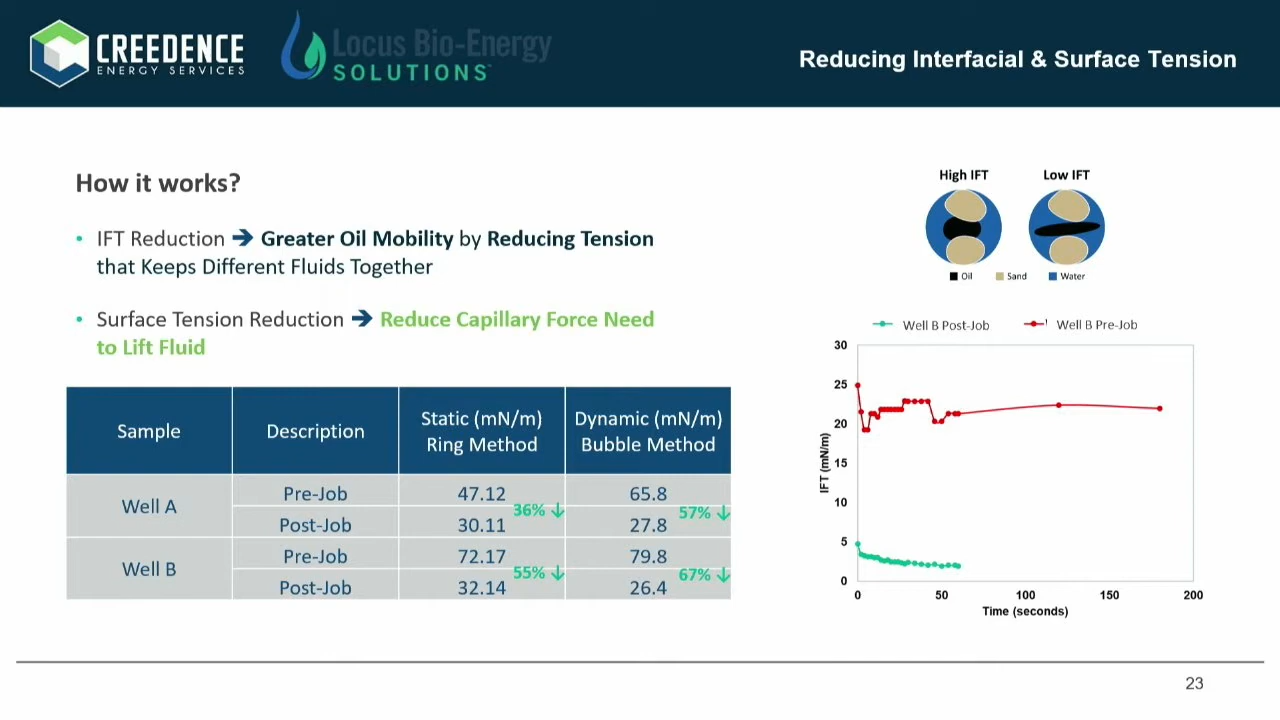 CREEDENCE
ENERGY SERVICES
Locus Bio-Energy
SOLUTIONS
Reducing Interfacial & Surface Tension
How it works?
• IFT Reduction ➔ Greater Oil Mobility by Reducing Tension
that Keeps Different Fluids Together
• Surface Tension Reduction ➔ Reduce Capillary Force Need
to Lift Fluid
Sample Description Static (mN/m) Ring Method Dynamic (mN/m) Bubble Method
Well A
Pre-Job 47.12 65.8
36% ↓ 57% ↓
Post-Job 30.11 27.8
Well B
Pre-Job 72.17 79.8
55% ↓ 67% ↓
Post-Job 32.14 26.4
High IFT Low IFT
Oil Sand Water
Well B Post-Job Well B Pre-Job
30
25
20
15
10
5
0
IFT (mN/m)
0 50 100 150 200
Time (seconds)
23